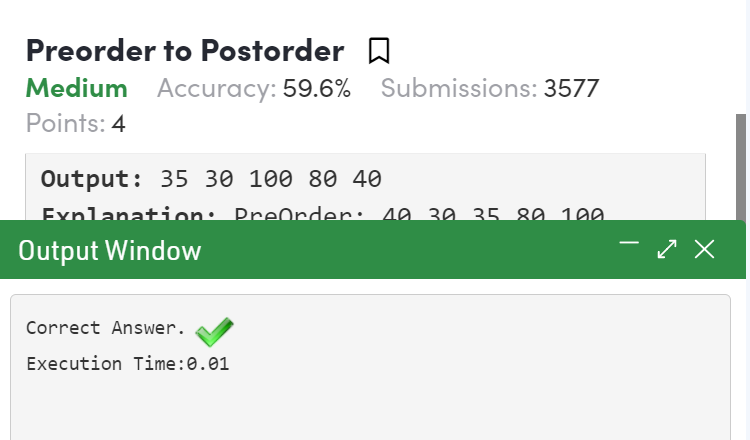 Preorder to Postorder
Medium Accuracy: 59.6% Submissions: 3577
Points: 4
Output: 35 30 100 80 40
Explanation: PreOrder: 40 30 35 80 100
Output Window
Correct Answer.
Execution Time:0.01